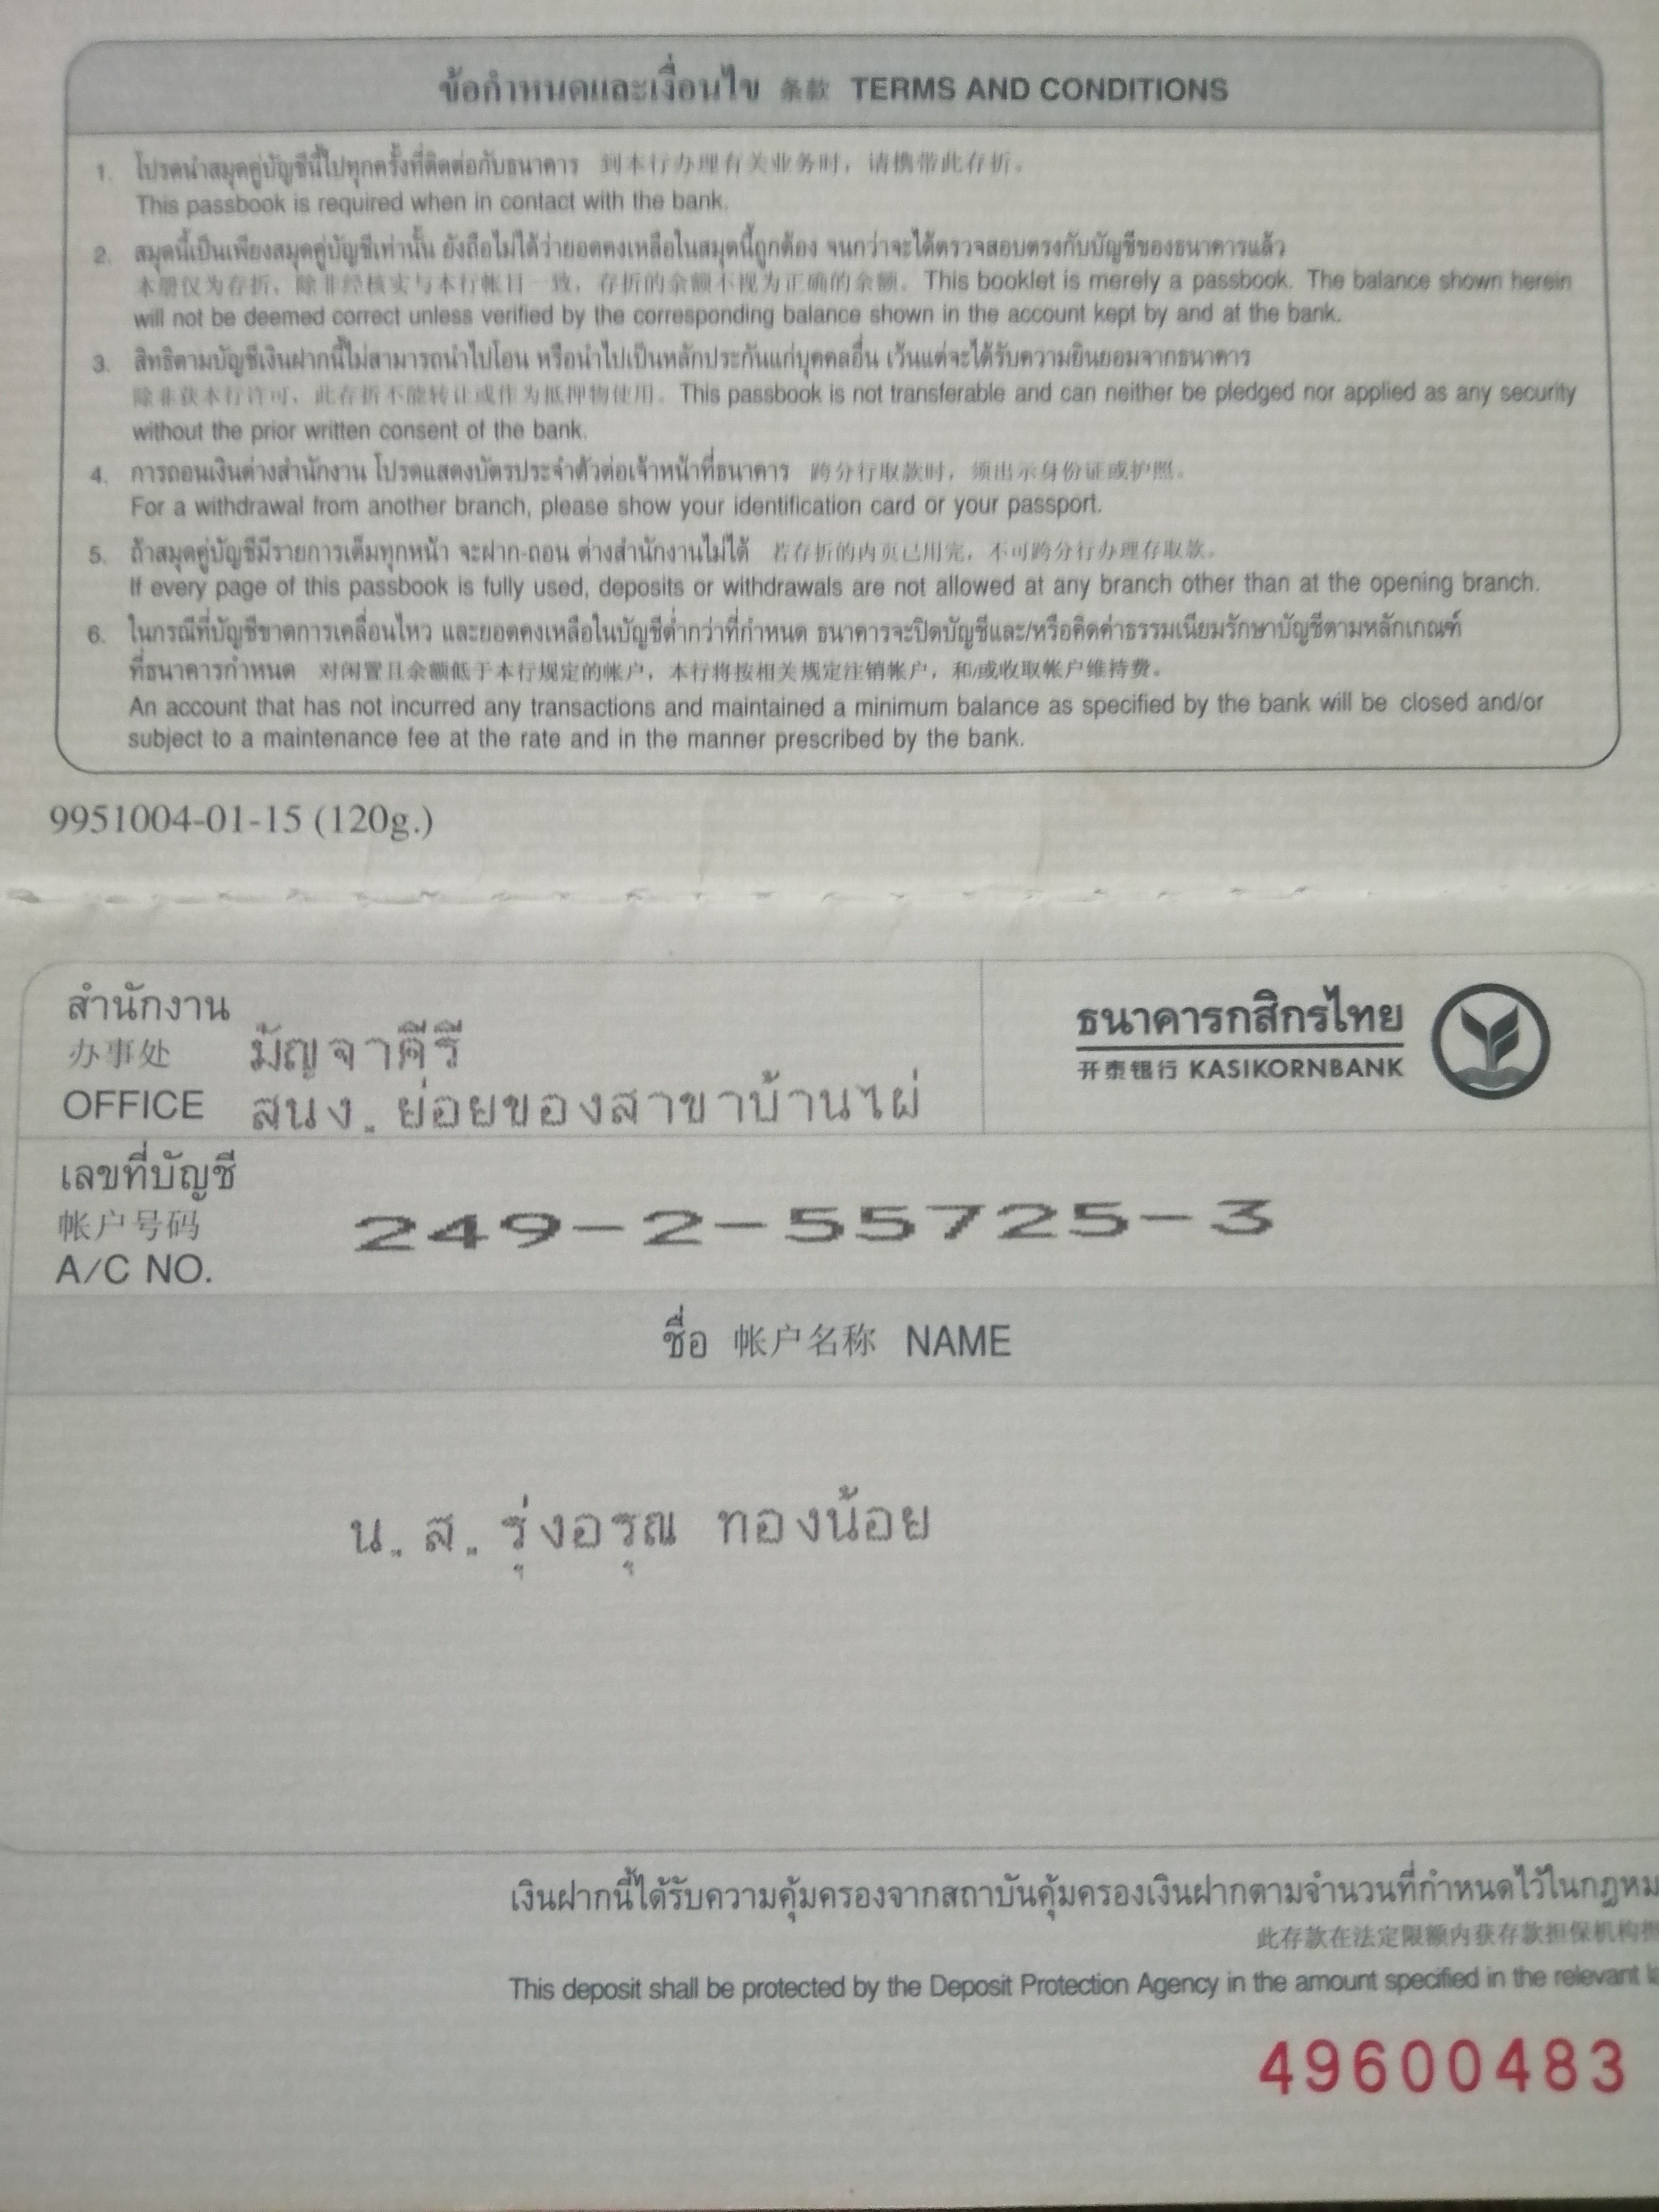 ข้อกำหนดและเงื่อนไข 条款 TERMS AND CONDITIONS
1. โปรดนำสมุดคู่บัญชีนี้ไปทุกครั้งที่ติดต่อกับธนาคาร 到本行办理有关业务时，请携带此存折。
This passbook is required when in contact with the bank.
2. สมุดนี้เป็นเพียงสมุดคู่บัญชีเท่านั้น ยังถือไม่ได้ว่ายอดคงเหลือในสมุดนี้ถูกต้อง จนกว่าจะได้ตรวจสอบตรงกับบัญชีของธนาคารแล้ว
本册仅为存折，除非经核实与本行帐目一致，存折的余额不视为正确的余额。This booklet is merely a passbook. The balance shown herein
will not be deemed correct unless verified by the corresponding balance shown in the account kept by and at the bank.
3. สิทธิตามบัญชีเงินฝากนี้ไม่สามารถนำไปโอน หรือนำไปเป็นหลักประกันแก่บุคคลอื่น เว้นแต่จะได้รับความยินยอมจากธนาคาร
除非获本行许可，此存折不能转让或作为抵押物使用。This passbook is not transferable and can neither be pledged nor applied as any security
without the prior written consent of the bank.
4. การถอนเงินต่างสำนักงาน โปรดแสดงบัตรประจำตัวต่อเจ้าหน้าที่ธนาคาร 跨分行取款时，须出示身份证或护照。
For a withdrawal from another branch, please show your identification card or your passport.
5. ถ้าสมุดคู่บัญชีมีรายการเต็มทุกหน้า จะฝาก-ถอน ต่างสำนักงานไม่ได้ 若存折的内页已用完，不可跨分行办理存取款。
If every page of this passbook is fully used, deposits or withdrawals are not allowed at any branch other than at the opening branch.
6. ในกรณีที่บัญชีขาดการเคลื่อนไหว และยอดคงเหลือในบัญชีต่ำกว่าที่กำหนด ธนาคารจะปิดบัญชีและ/หรือคิดค่าธรรมเนียมรักษาบัญชีตามหลักเกณฑ์
ที่ธนาคารกำหนด 对闲置且余额低于本行规定的帐户，本行将按相关规定注销帐户，和/或收取帐户维持费。
An account that has not incurred any transactions and maintained a minimum balance as specified by the bank will be closed and/or
subject to a maintenance fee at the rate and in the manner prescribed by the bank.
9951004-01-15 (120g.)
สำนักงาน
办事处
OFFICE
มัญจาคีรี
สนง.ย่อยของสาขาบ้านไผ่
ธนาคารกสิกรไทย
开泰银行 KASIKORNBANK
เลขที่บัญชี
帐户号码
A/C NO.
249-2-55725-3
ชื่อ 帐户名称 NAME
น.ส.รุ่งอรุณ ทองน้อย
เงินฝากนี้ได้รับความคุ้มครองจากสถาบันคุ้มครองเงินฝากตามจำนวนที่กำหนดไว้ในกฎหม
此存款在法定限额内获存款担保机构担
This deposit shall be protected by the Deposit Protection Agency in the amount specified in the relevant la
49600483